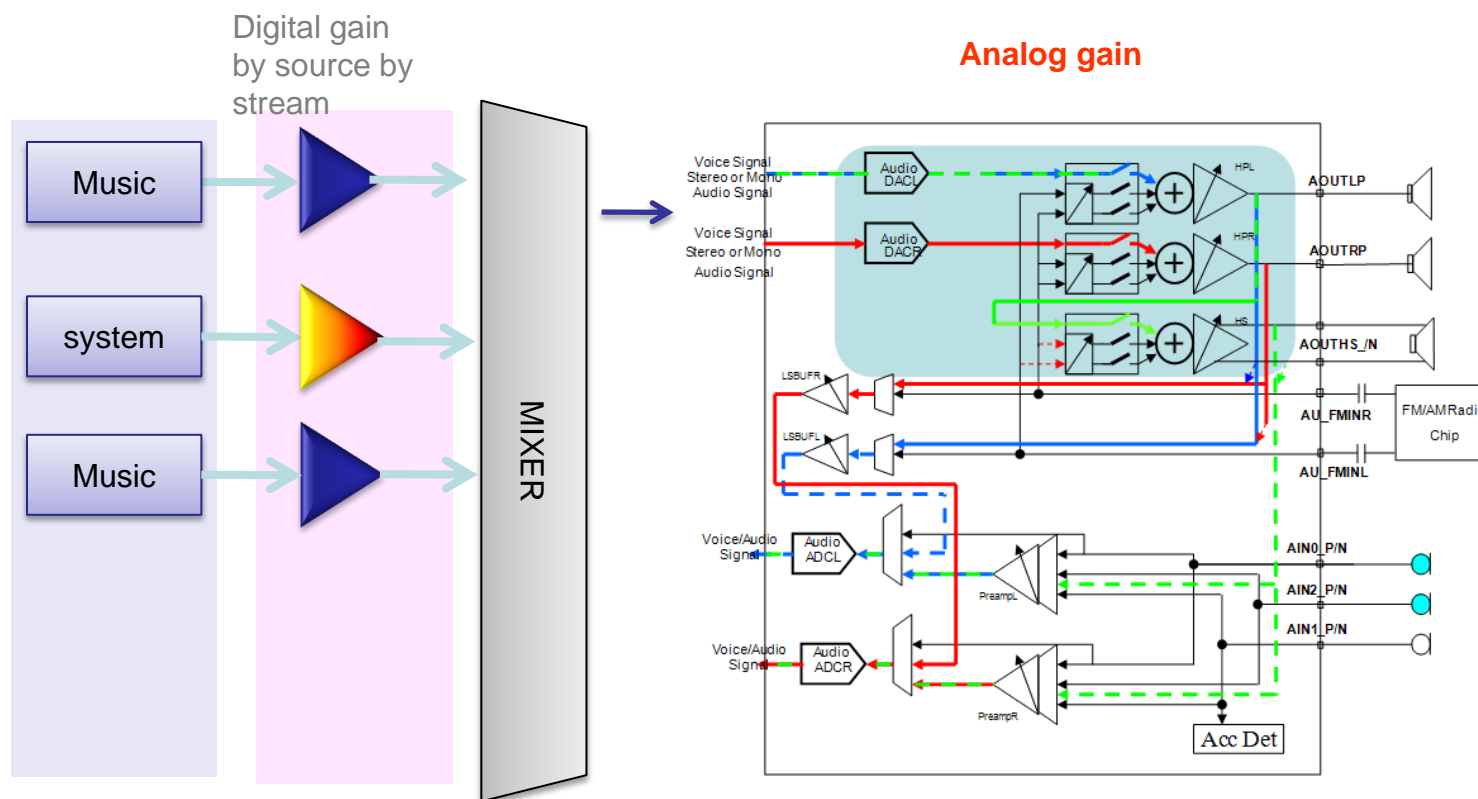 Digital gain
by source by
stream
Analog gain
Music
system
Music
MIXER
Voice Signal
Stereo or Mono
Audio Signal
Audio
DACL
HPL
AOUTLP
Voice Signal
Stereo or Mono
Audio Signal
Audio
DACR
HPR
AOUTRP
HS
AOUTHS_/N
LSBUFR
AU_FMINR
FM/AMRadi
Chip
LSBUFL
AU_FMINL
Voice/Audio
Signal
Audio
ADCL
PreampL
AIN0_P/N
AIN2_P/N
AIN1_P/N
Voice/Audio
Signal
Audio
ADCR
PreampR
Acc Det